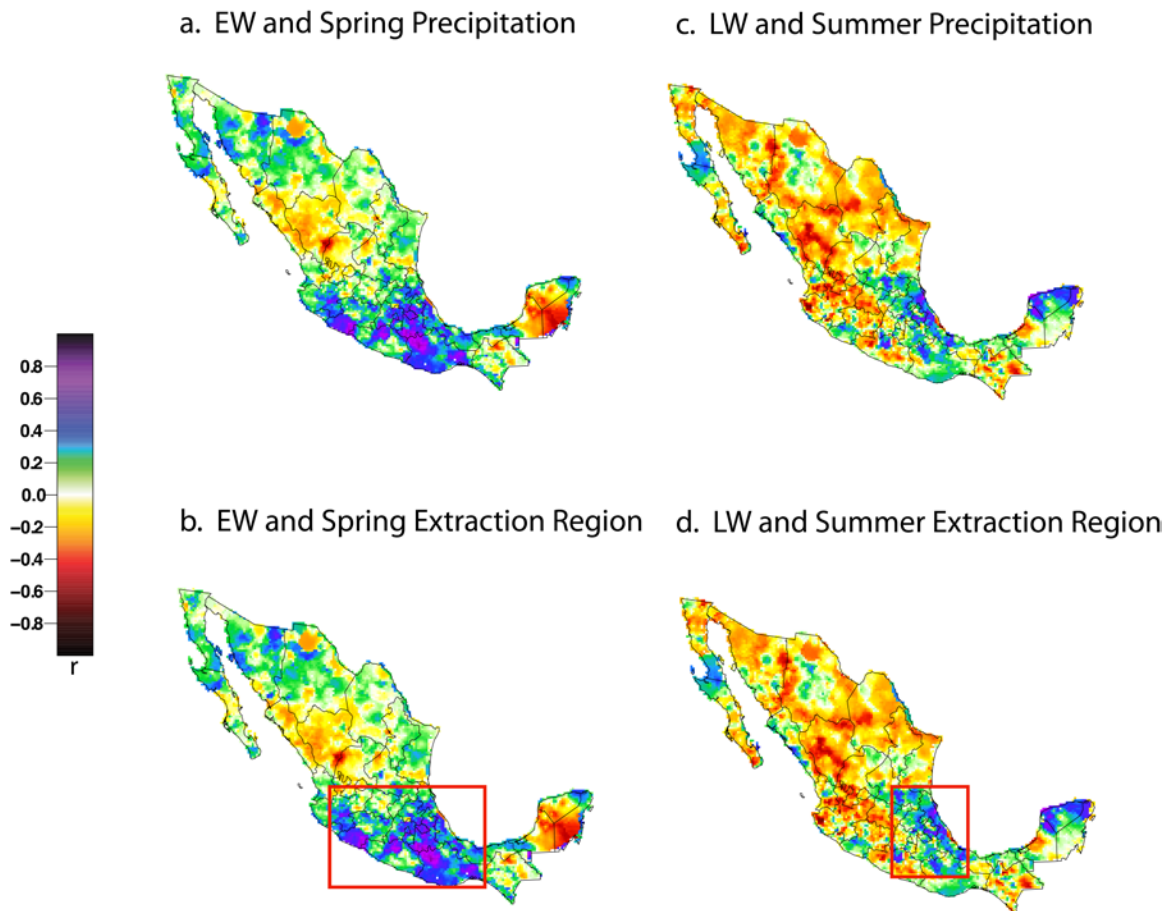 a. EW and Spring Precipitation
c. LW and Summer Precipitation
0.8
0.6
0.4
0.2
0.0
−0.2
−0.4
−0.6
−0.8
r
b. EW and Spring Extraction Region
d. LW and Summer Extraction Region